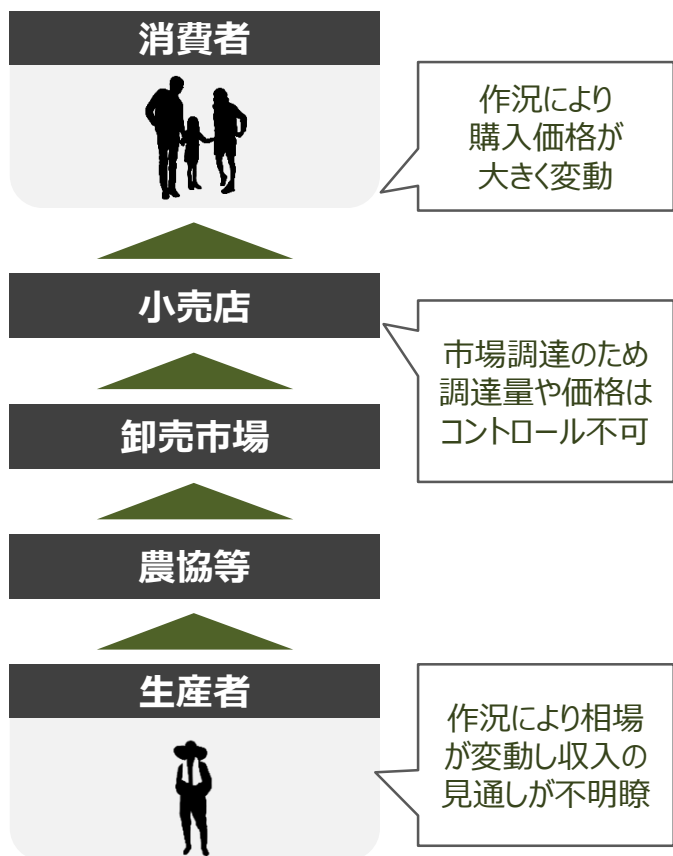 消費者
作況により
購入価格が
大きく変動
小売店
市場調達のため
調達量や価格は
コントロール不可
卸売市場
農協等
生産者
作況により相場
が変動し収入の
見通しが不明瞭